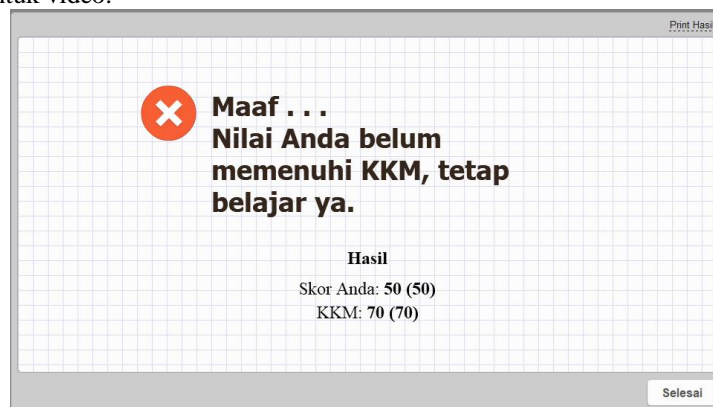 video.
Print Hasil
Maaf . . .
Nilai Anda belum
memenuhi KKM, tetap
belajar ya.
Hasil
Skor Anda: 50 (50)
KKM: 70 (70)
Selesai